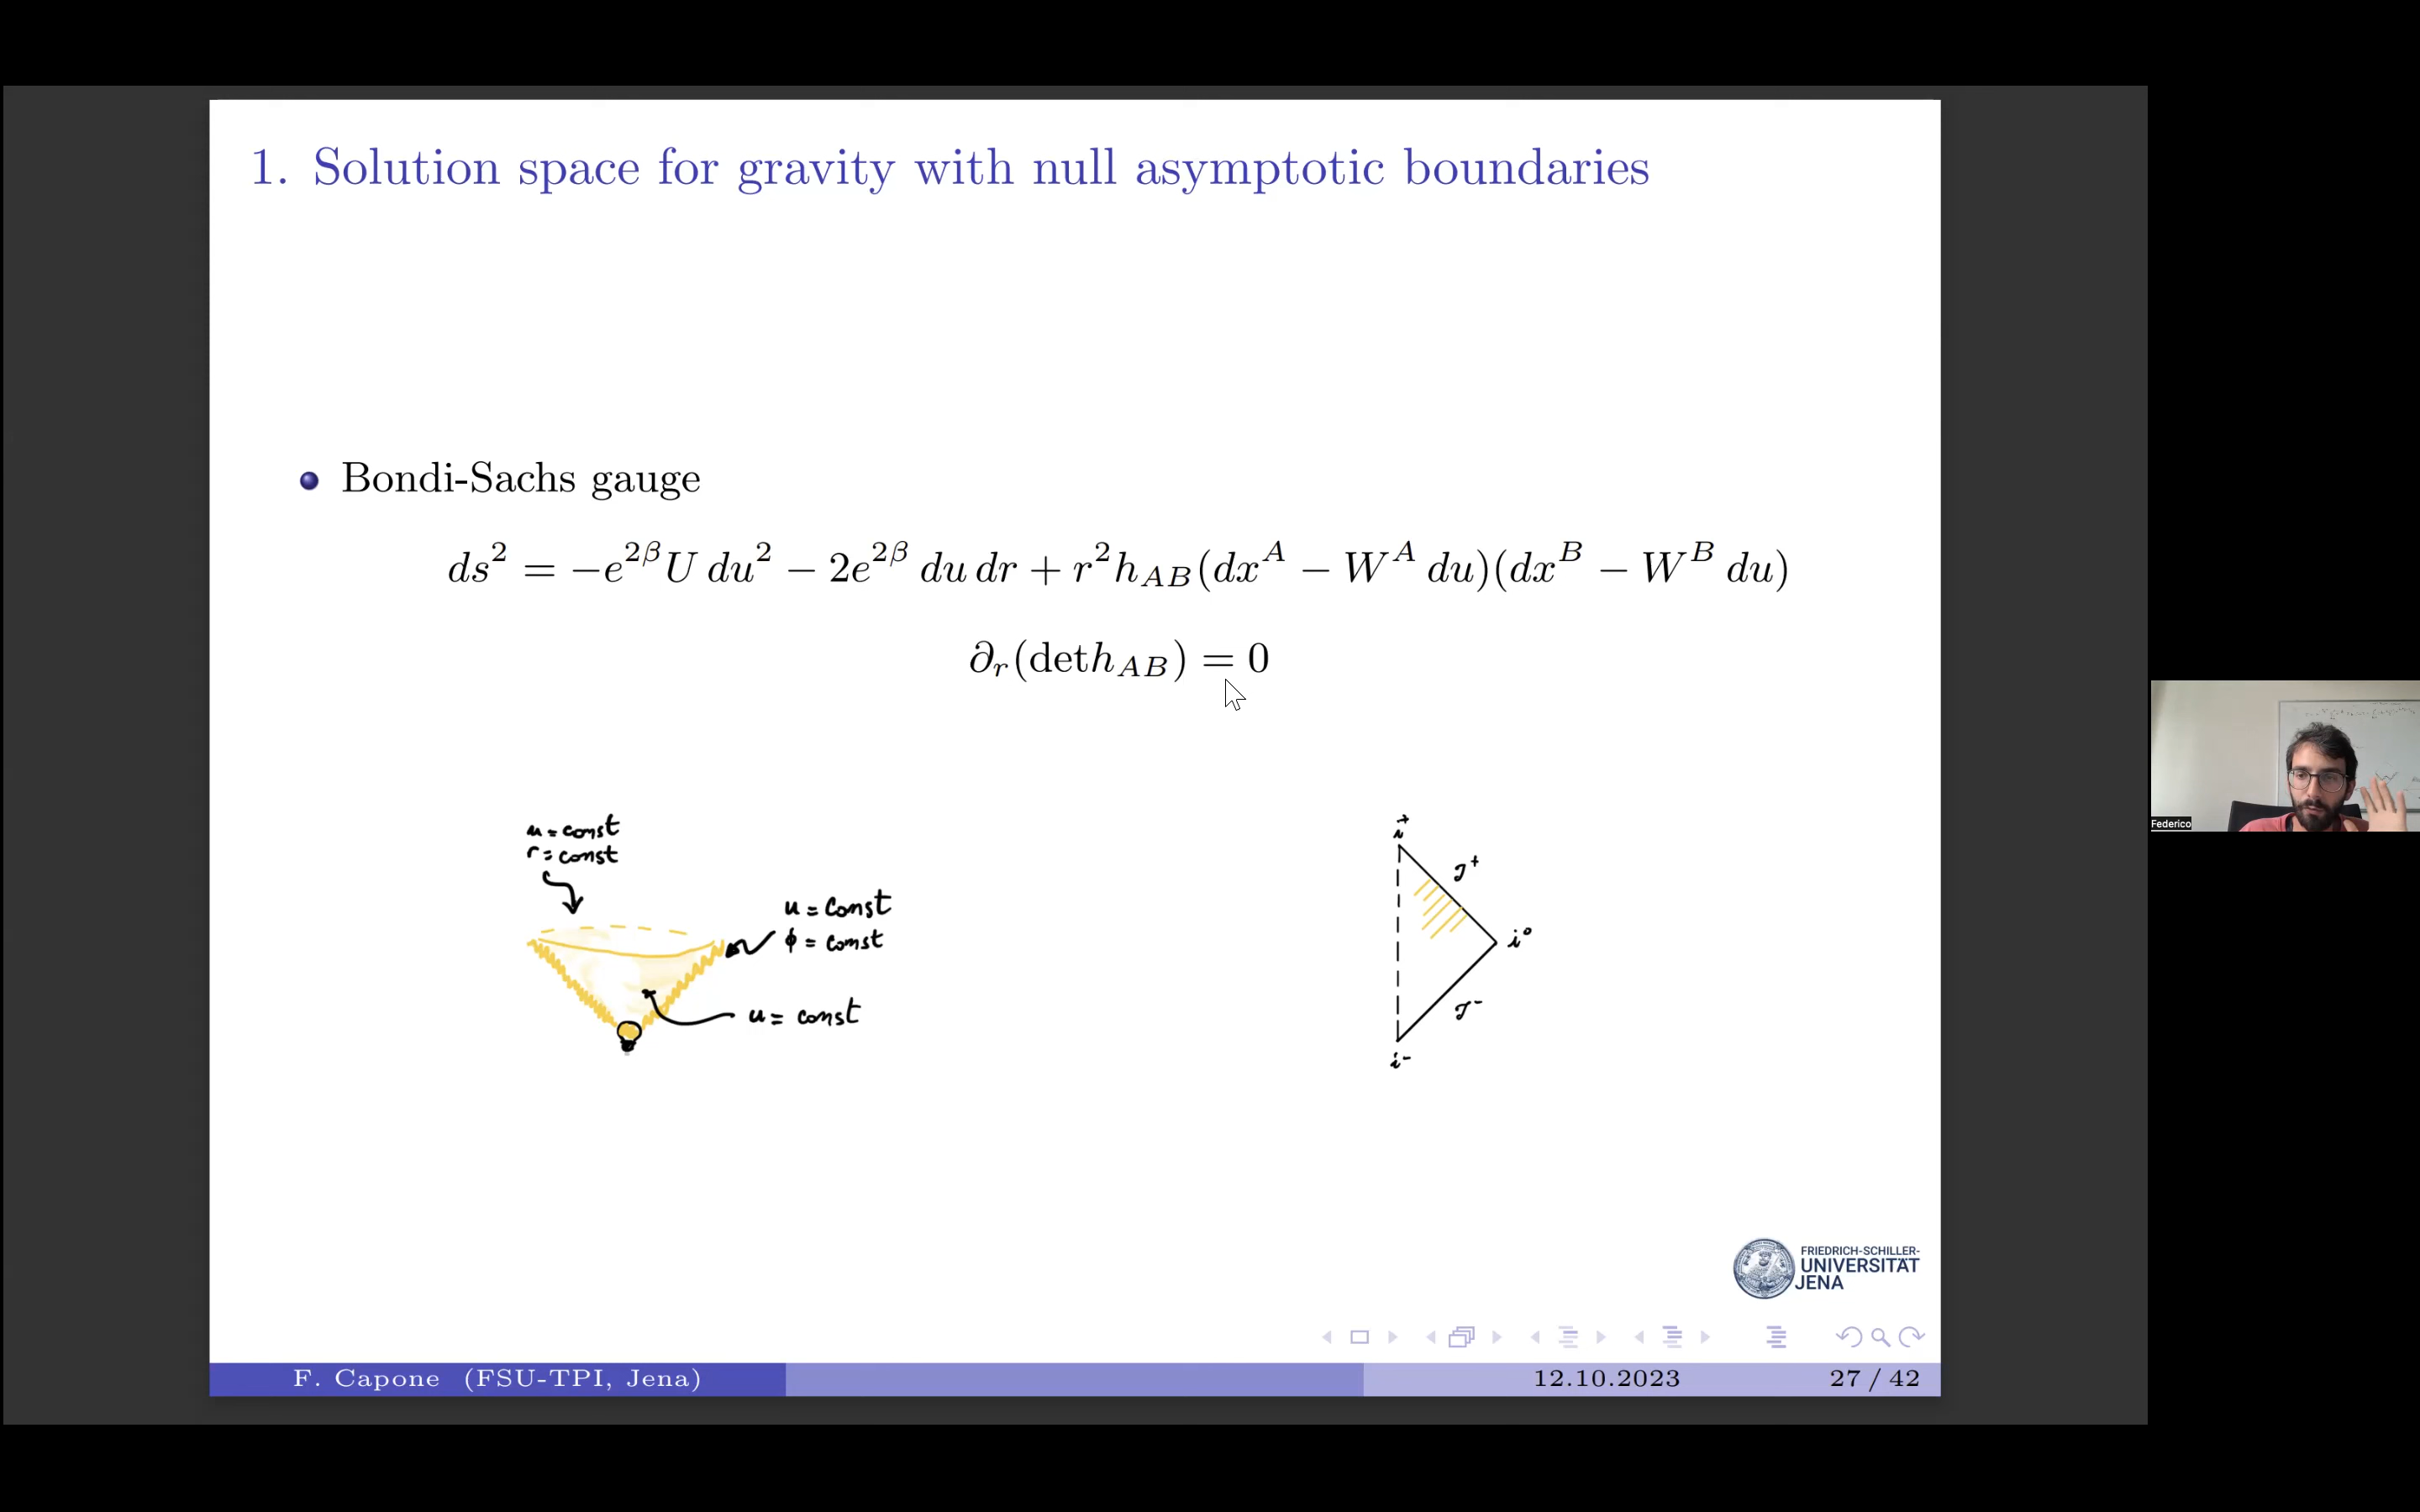 1. Solution space for gravity with null asymptotic boundaries
Bondi-Sachs gauge
ds² = −e^{2β}U du² − 2e^{2β} du dr + r²h_{AB}(dx^A − W^A du)(dx^B − W^B du)
∂_r(deth_{AB}) = 0
u = const
r = const
u = const
ϕ = const
u = const
i⁺
𝓘⁺
i⁰
𝓘⁻
i⁻
Federico
FRIEDRICH-SCHILLER-
UNIVERSITÄT
JENA
F. Capone (FSU-TPI, Jena)
12.10.2023
27 / 42